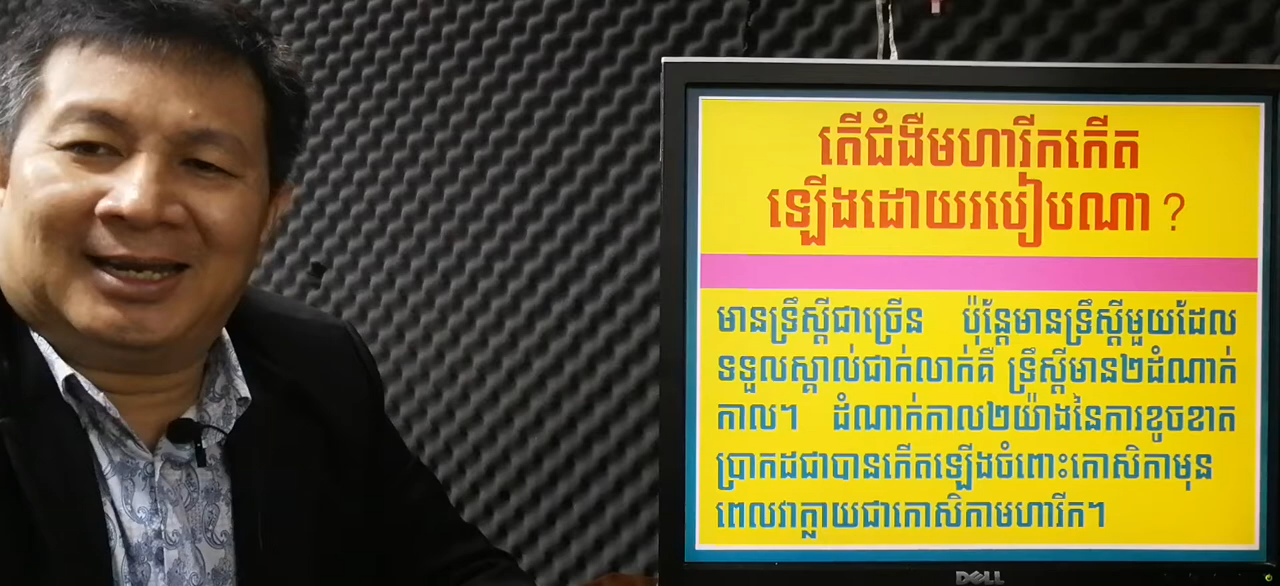 តើជំងឺមហារីកកើត
ឡើងដោយរបៀបណា ?
មានទ្រឹស្តីជាច្រើន ប៉ុន្តែមានទ្រឹស្តីមួយដែល
ទទួលស្គាល់ជាក់លាក់គឺ ទ្រឹស្តីមាន២ដំណាក់
កាល។ ដំណាក់កាល២យ៉ាងនៃការខូចខាត
ប្រាកដជាបានកើតឡើងចំពោះកោសិកាមុន
ពេលវាក្លាយជាកោសិកាមហារីក។
DELL